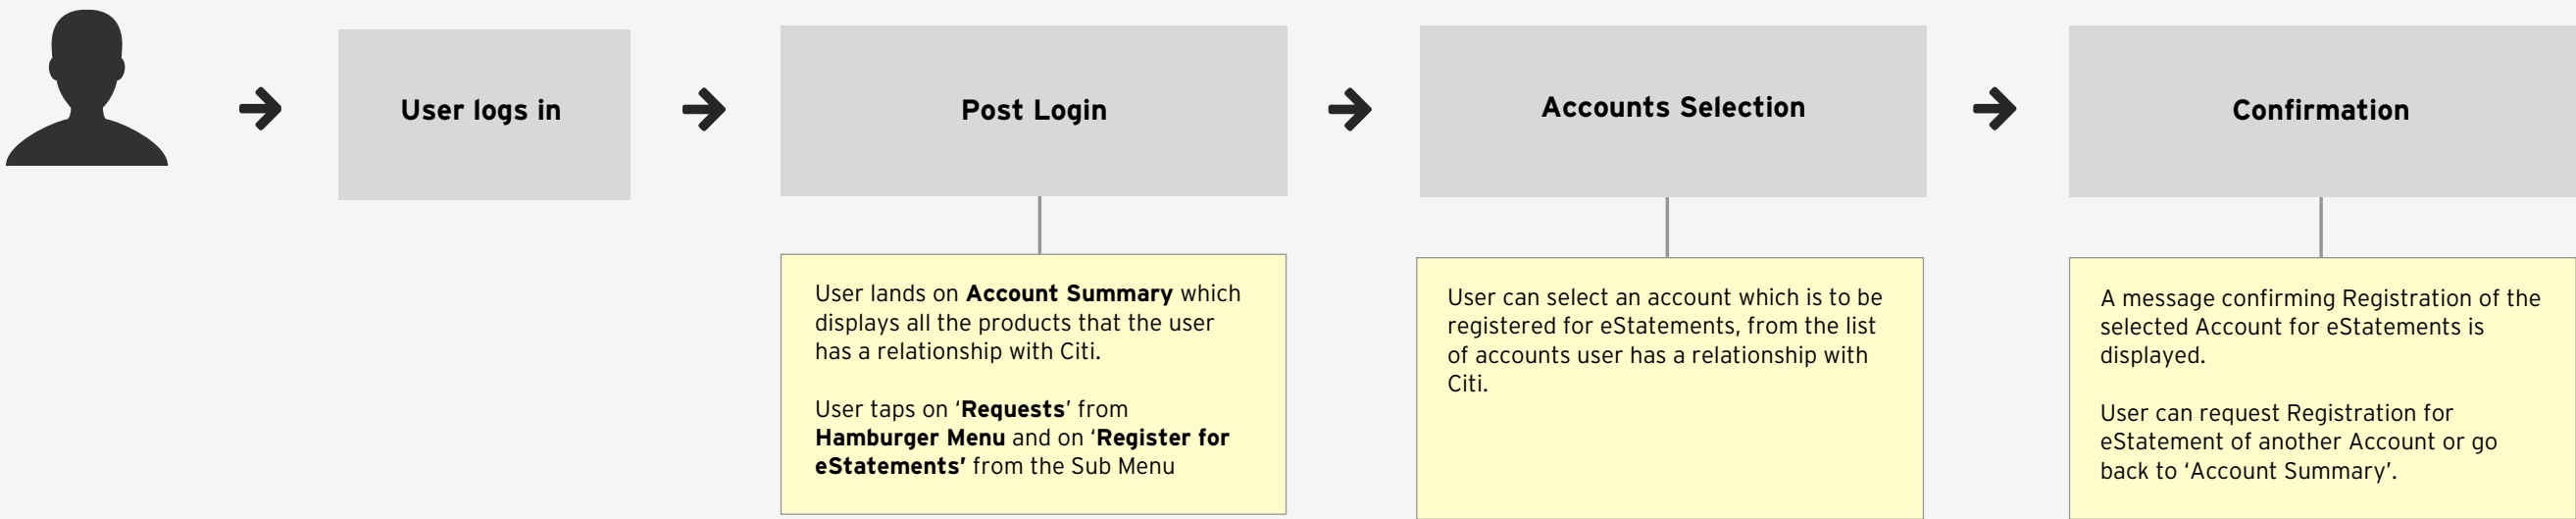 User logs in
Post Login
Accounts Selection
Confirmation
User lands on Account Summary which
displays all the products that the user
has a relationship with Citi.
User taps on ‘Requests’ from
Hamburger Menu and on ‘Register for
eStatements’ from the Sub Menu
User can select an account which is to be
registered for eStatements, from the list
of accounts user has a relationship with
Citi.
A message confirming Registration of the
selected Account for eStatements is
displayed.
User can request Registration for
eStatement of another Account or go
back to ‘Account Summary’.